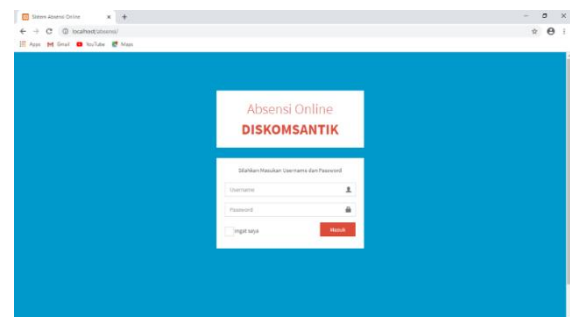 Sistem Absensi Online
localhost/absensi/
Apps Gmail YouTube Maps
Absensi Online
DISKOMSANTIK
Silahkan Masukan Username dan Password
Username
Password
Ingat saya
Masuk